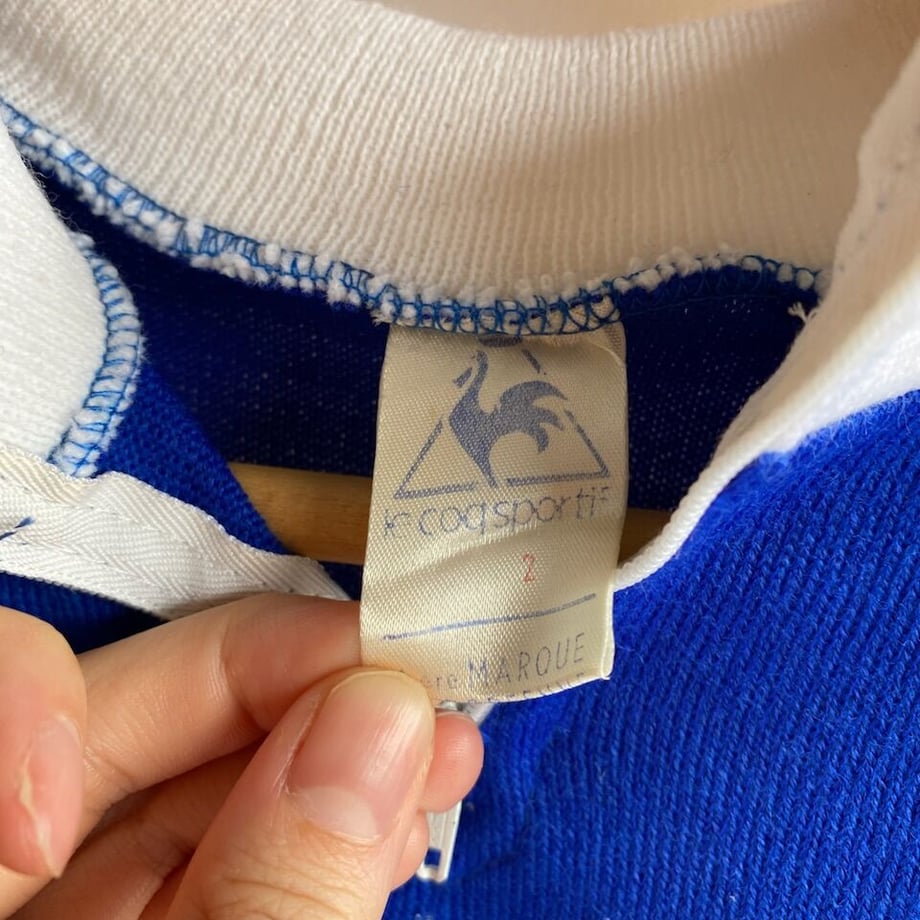 le coq sportif
2
MARQUE